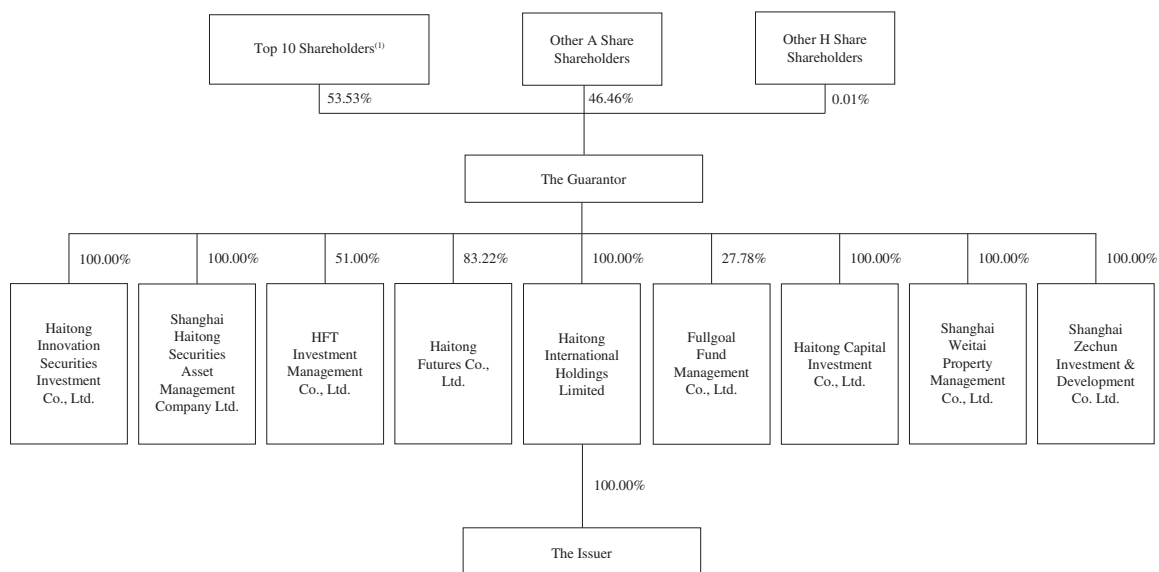 Top 10 Shareholders(1)
Other A Share
Shareholders
Other H Share
Shareholders
53.53%
46.46%
0.01%
The Guarantor
100.00%
100.00%
51.00%
83.22%
100.00%
27.78%
100.00%
100.00%
100.00%
Haitong
Innovation
Securities
Investment
Co., Ltd.
Shanghai
Haitong
Securities
Asset
Management
Company Ltd.
HFT
Investment
Management
Co., Ltd.
Haitong
Futures Co.,
Ltd.
Haitong
International
Holdings
Limited
Fullgoal
Fund
Management
Co., Ltd.
Haitong Capital
Investment
Co., Ltd.
Shanghai
Weitai
Property
Management
Co., Ltd.
Shanghai
Zechun
Investment &
Development
Co. Ltd.
100.00%
The Issuer